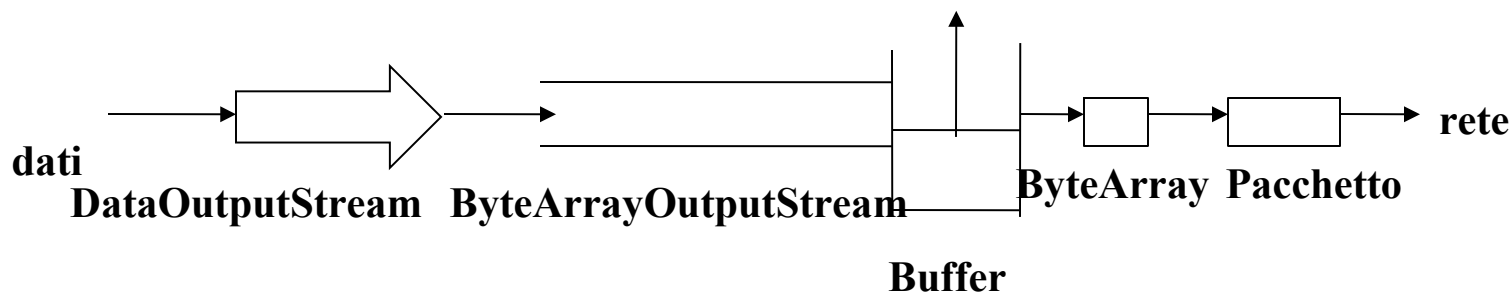 dati
DataOutputStream
ByteArrayOutputStream
Buffer
ByteArray
Pacchetto
rete